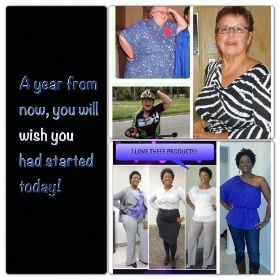 A year from
now, you will
wish you
had started
today!
I LOVE THESE PRODUCTS!!